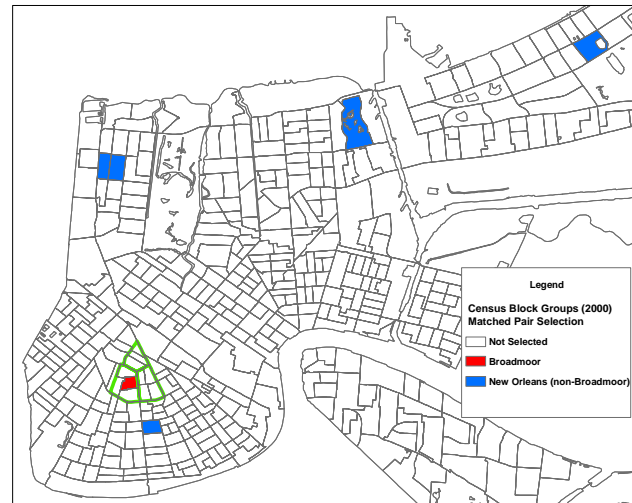 Legend
Census Block Groups (2000)
Matched Pair Selection
Not Selected
Broadmoor
New Orleans (non-Broadmoor)